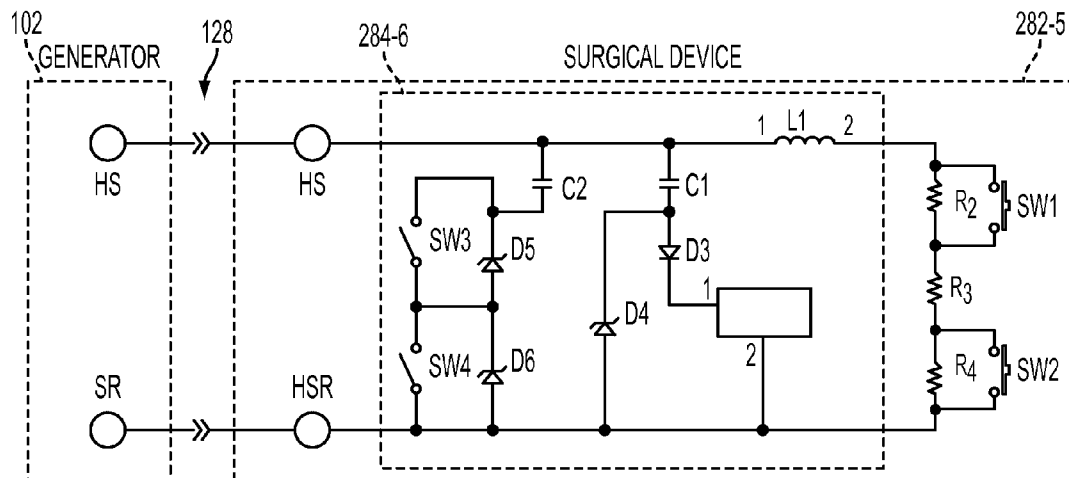 102
128
284-6
282-5
GENERATOR
SURGICAL DEVICE
HS
HS
1 L1 2
C2
C1
R2
SW1
SW3
D5
D3
R3
1
D4
2
SW4
D6
R4
SW2
SR
HSR